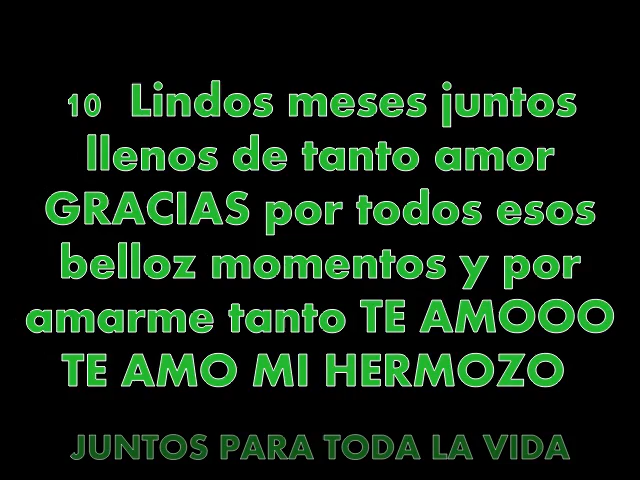 10 Lindos meses juntos
llenos de tanto amor
GRACIAS por todos esos
belloz momentos y por
amarme tanto TE AMOOO
TE AMO MI HERMOZO
JUNTOS PARA TODA LA VIDA